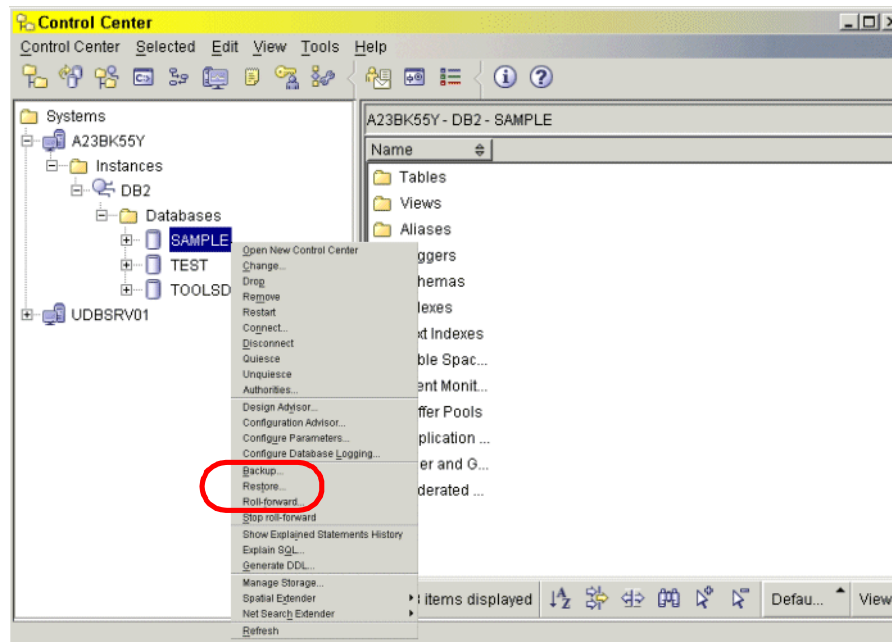 Control Center
Control Center Selected Edit View Tools Help
Systems
A23BK55Y
Instances
DB2
Databases
SAMPLE
TEST
TOOLSD
UDBSRV01
A23BK55Y - DB2 - SAMPLE
Name
Tables
Views
Aliases
ggers
hemas
lexes
xt Indexes
ble Spac...
ent Monit...
ffer Pools
plication ...
er and G...
derated ...
Open New Control Center
Change...
Drop
Remove
Restart
Connect...
Disconnect
Quiesce
Unquiesce
Authorities...
Design Advisor...
Configuration Advisor...
Configure Parameters...
Configure Database Logging...
Backup...
Restore...
Roll-forward...
Stop roll-forward
Show Explained Statements History
Explain SQL...
Generate DDL...
Manage Storage...
Spatial Extender
Net Search Extender
Refresh
items displayed
Defau...
View